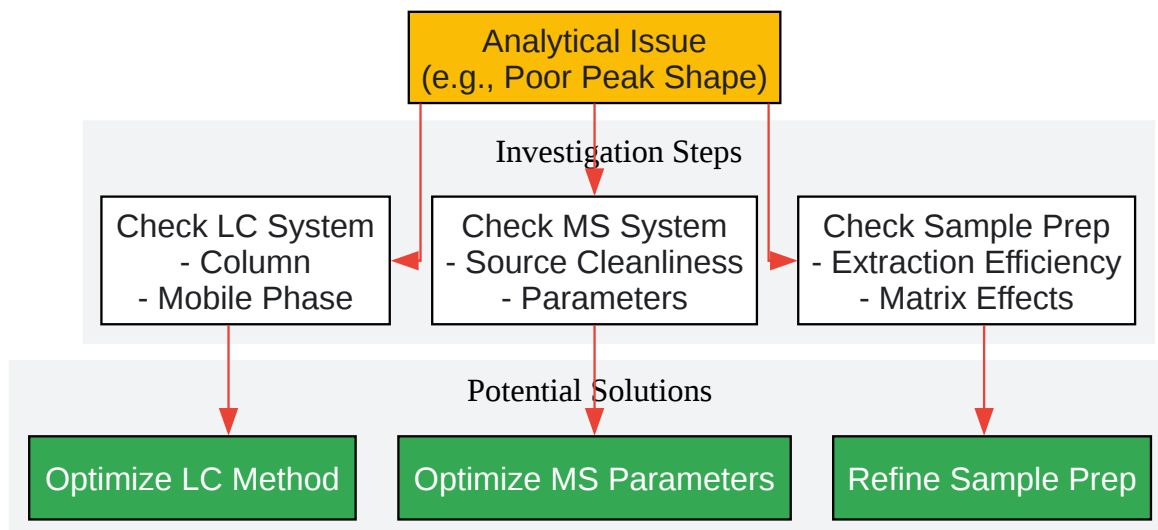 Analytical Issue
(e.g., Poor Peak Shape)
Investigation Steps
Check LC System
- Column
- Mobile Phase
Check MS System
- Source Cleanliness
- Parameters
Check Sample Prep
- Extraction Efficiency
- Matrix Effects
Potential Solutions
Optimize LC Method
Optimize MS Parameters
Refine Sample Prep